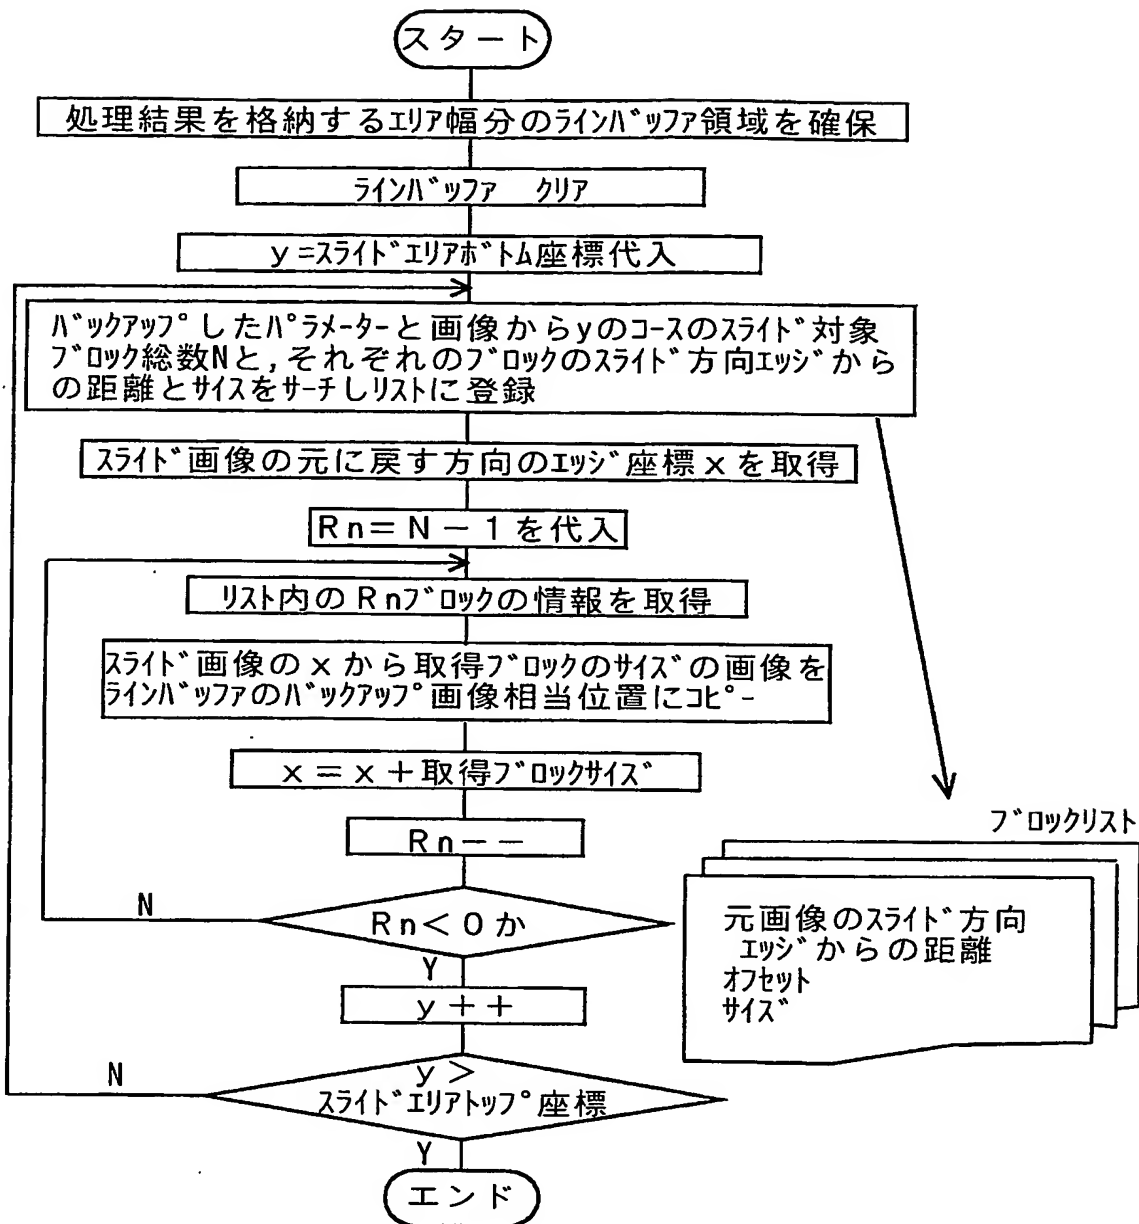 スタート
処理結果を格納するエリア幅分のラインバッファ領域を確保
ラインバッファ クリア
y=スライドエリアボトム座標代入
バックアップしたパラメーターと画像からyのコースのスライド対象
ブロック総数Nと,それぞれのブロックのスライド方向エッジから
の距離とサイスをサーチしリストに登録
スライド画像の元に戻す方向のエッジ座標xを取得
Rn=N-1を代入
リスト内のRnブロックの情報を取得
スライド画像のxから取得ブロックのサイズの画像を
ラインバッファのバックアップ画像相当位置にコピー
x=x+取得ブロックサイズ
Rn--
Rn<0か
N
Y
y++
y>
スライドエリアトップ座標
N
Y
エンド
ブロックリスト
元画像のスライド方向
エッジからの距離
オフセット
サイズ